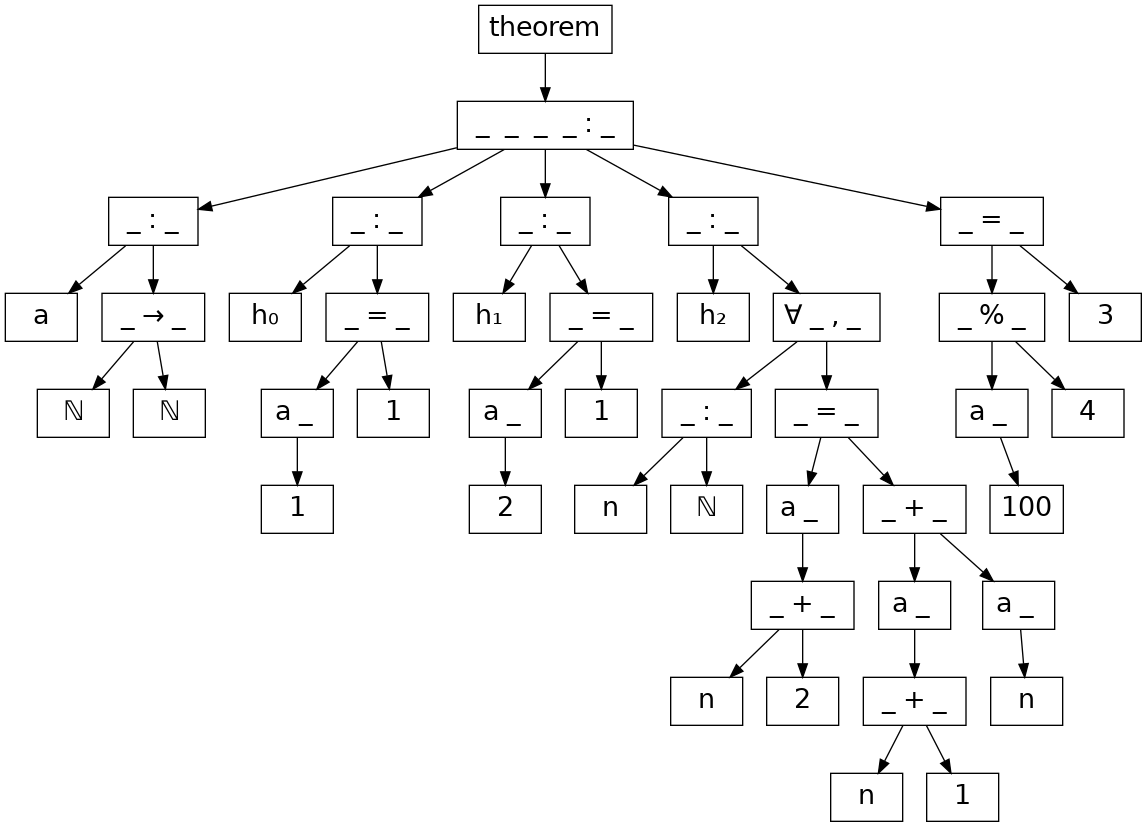 theorem
_ _ _ _ : _
_ : _ _ : _ _ : _ _ : _ _ = _
a _ → _ h₀ _ = _ h₁ _ = _ h₂ ∀ _ , _ _ % _ 3
ℕ ℕ a _ 1 a _ 1 _ : _ _ = _ a _ 4
1 2 n ℕ a _ _ + _ 100
_ + _ a _ a _
n 2 _ + _ n
n 1